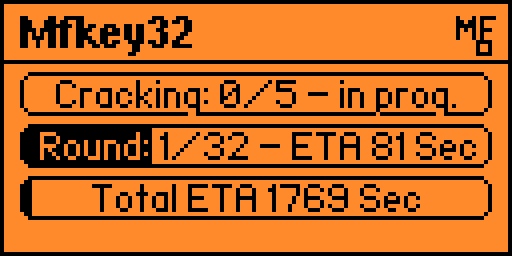 Mfkey32
Cracking: 0/5 - in prog.
Round: 1/32 - ETA 81 Sec
Total ETA 1769 Sec